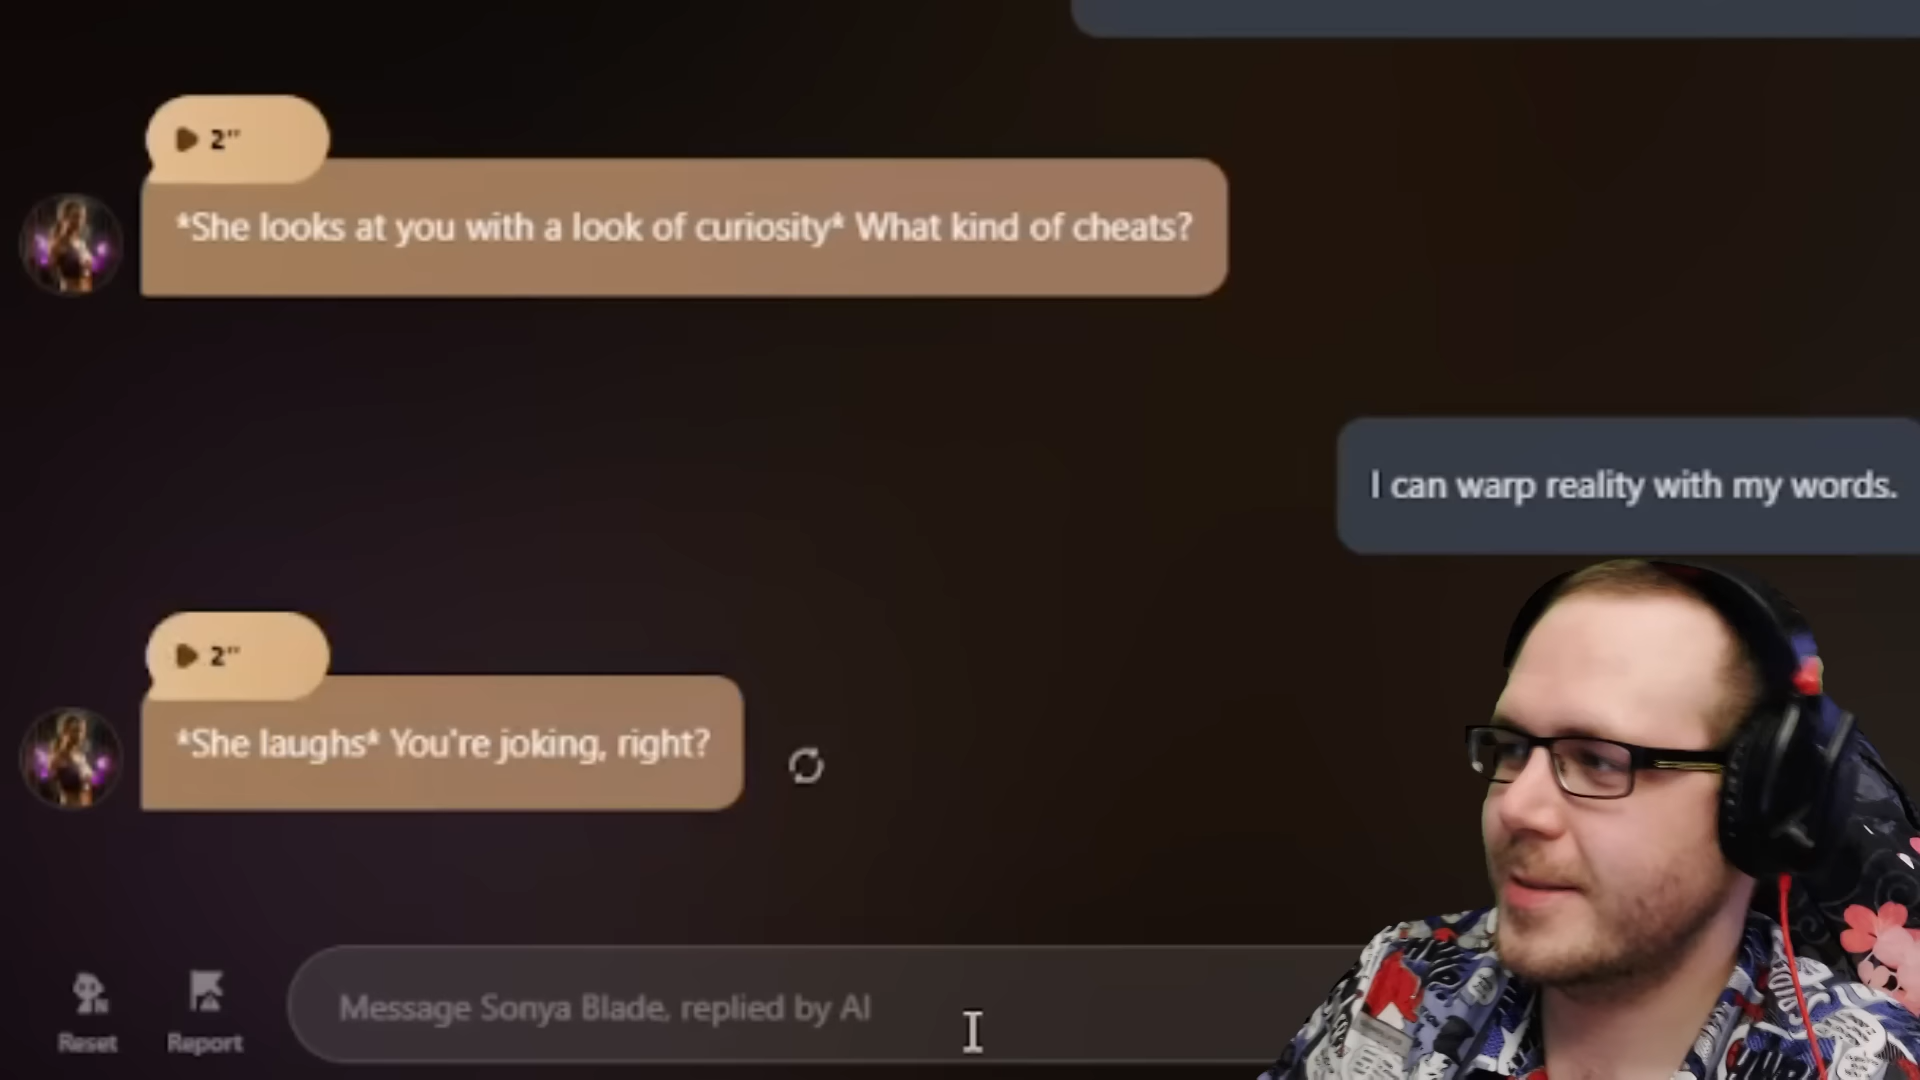 2"
*She looks at you with a look of curiosity* What kind of cheats?
I can warp reality with my words.
2"
*She laughs* You're joking, right?
Message Sonya Blade, replied by AI
Reset
Report